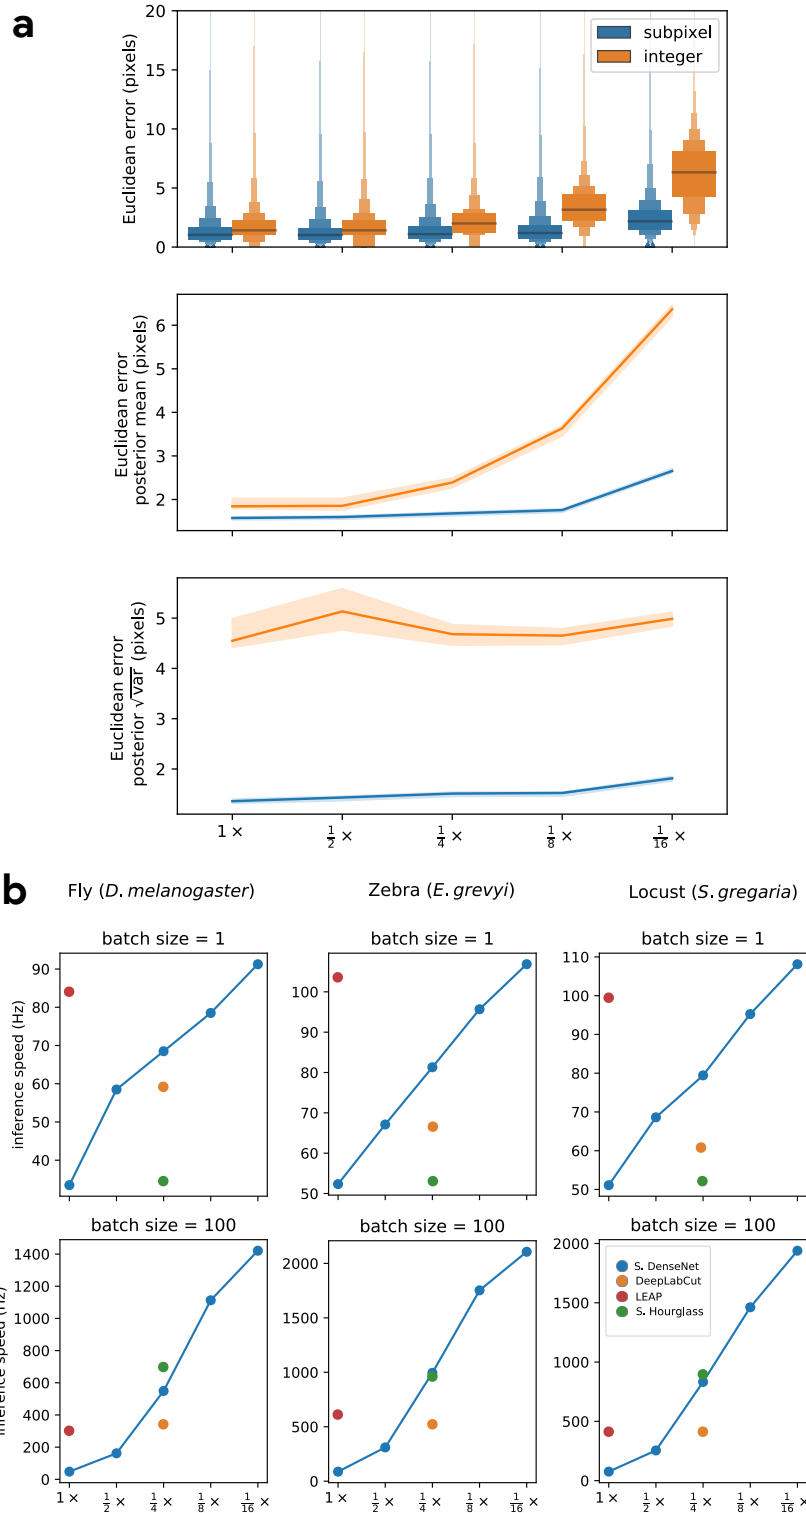 a
Euclidean error (pixels)
20
15
10
5
0
subpixel
integer
Euclidean error
posterior mean (pixels)
6
5
4
3
2
Euclidean error
posterior √var (pixels)
5
4
3
2
1 × 1/2 × 1/4 × 1/8 × 1/16 ×
b
Fly (D. melanogaster) Zebra (E. grevyi) Locust (S. gregaria)
batch size = 1 batch size = 1 batch size = 1
inference speed (Hz)
90
80
70
60
50
40
100
90
80
70
60
50
110
100
90
80
70
60
50
batch size = 100 batch size = 100 batch size = 100
inference speed (Hz)
1400
1200
1000
800
600
400
200
0
2000
1500
1000
500
0
2000
1500
1000
500
0
S. DenseNet
DeepLabCut
LEAP
S. Hourglass
1 × 1/2 × 1/4 × 1/8 × 1/16 × 1 × 1/2 × 1/4 × 1/8 × 1/16 × 1 × 1/2 × 1/4 × 1/8 × 1/16 ×